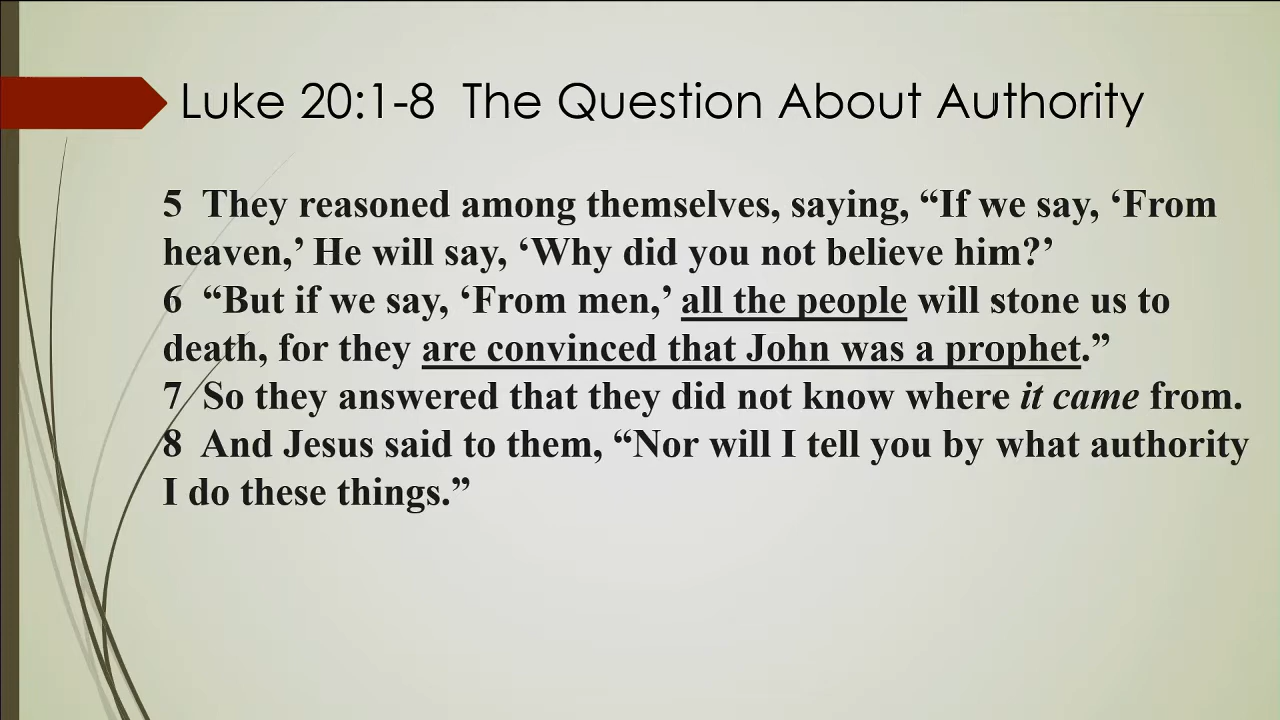 Luke 20:1-8  The Question About Authority
5  They reasoned among themselves, saying, “If we say, ‘From
heaven,’ He will say, ‘Why did you not believe him?’
6  “But if we say, ‘From men,’ all the people will stone us to
death, for they are convinced that John was a prophet.”
7  So they answered that they did not know where it came from.
8  And Jesus said to them, “Nor will I tell you by what authority
I do these things.”